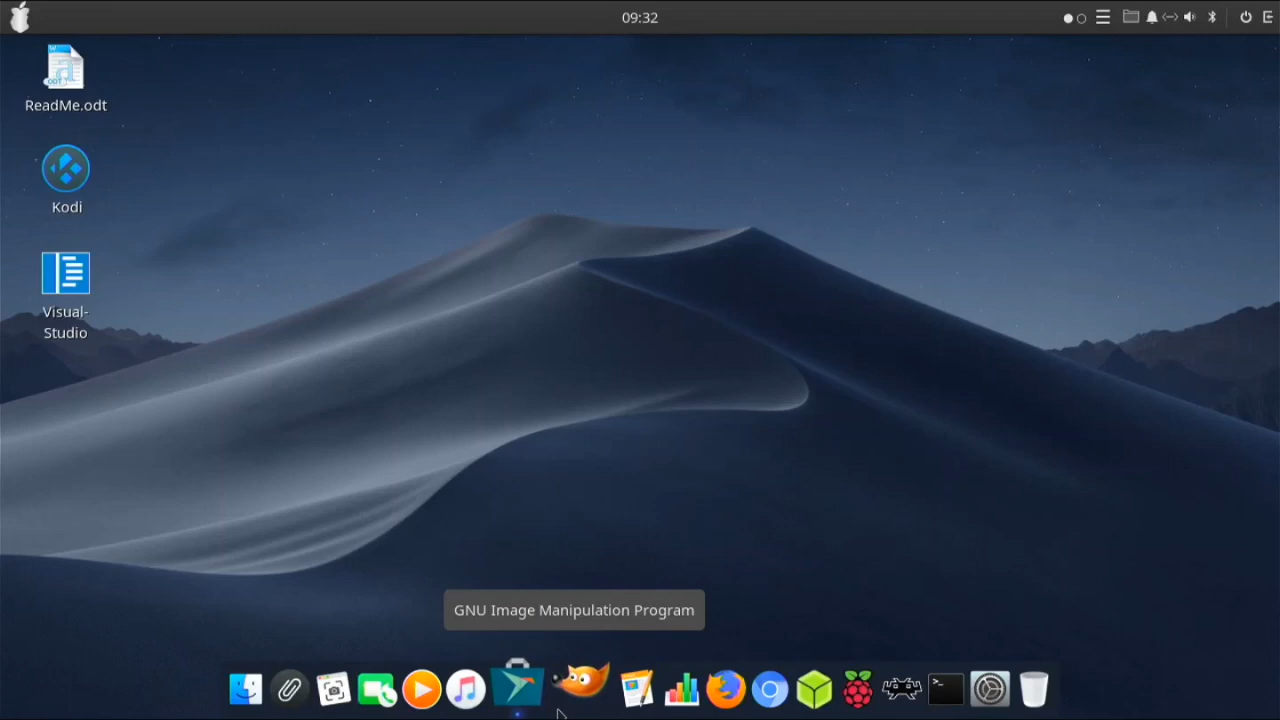 09:32
ReadMe.odt
Kodi
Visual-
Studio
GNU Image Manipulation Program